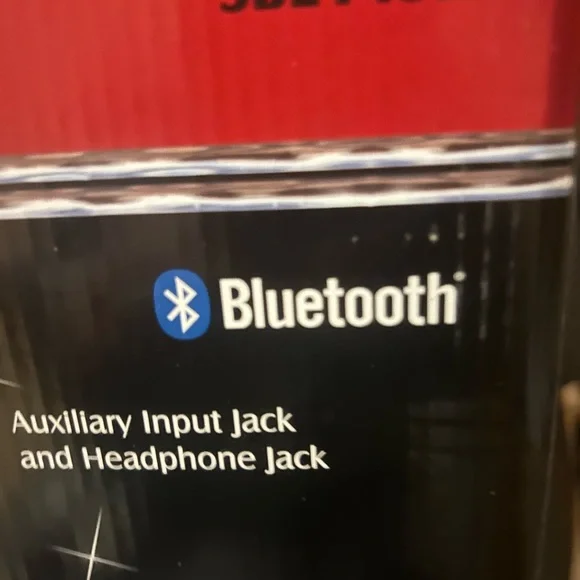 Bluetooth
Auxiliary Input Jack
and Headphone Jack